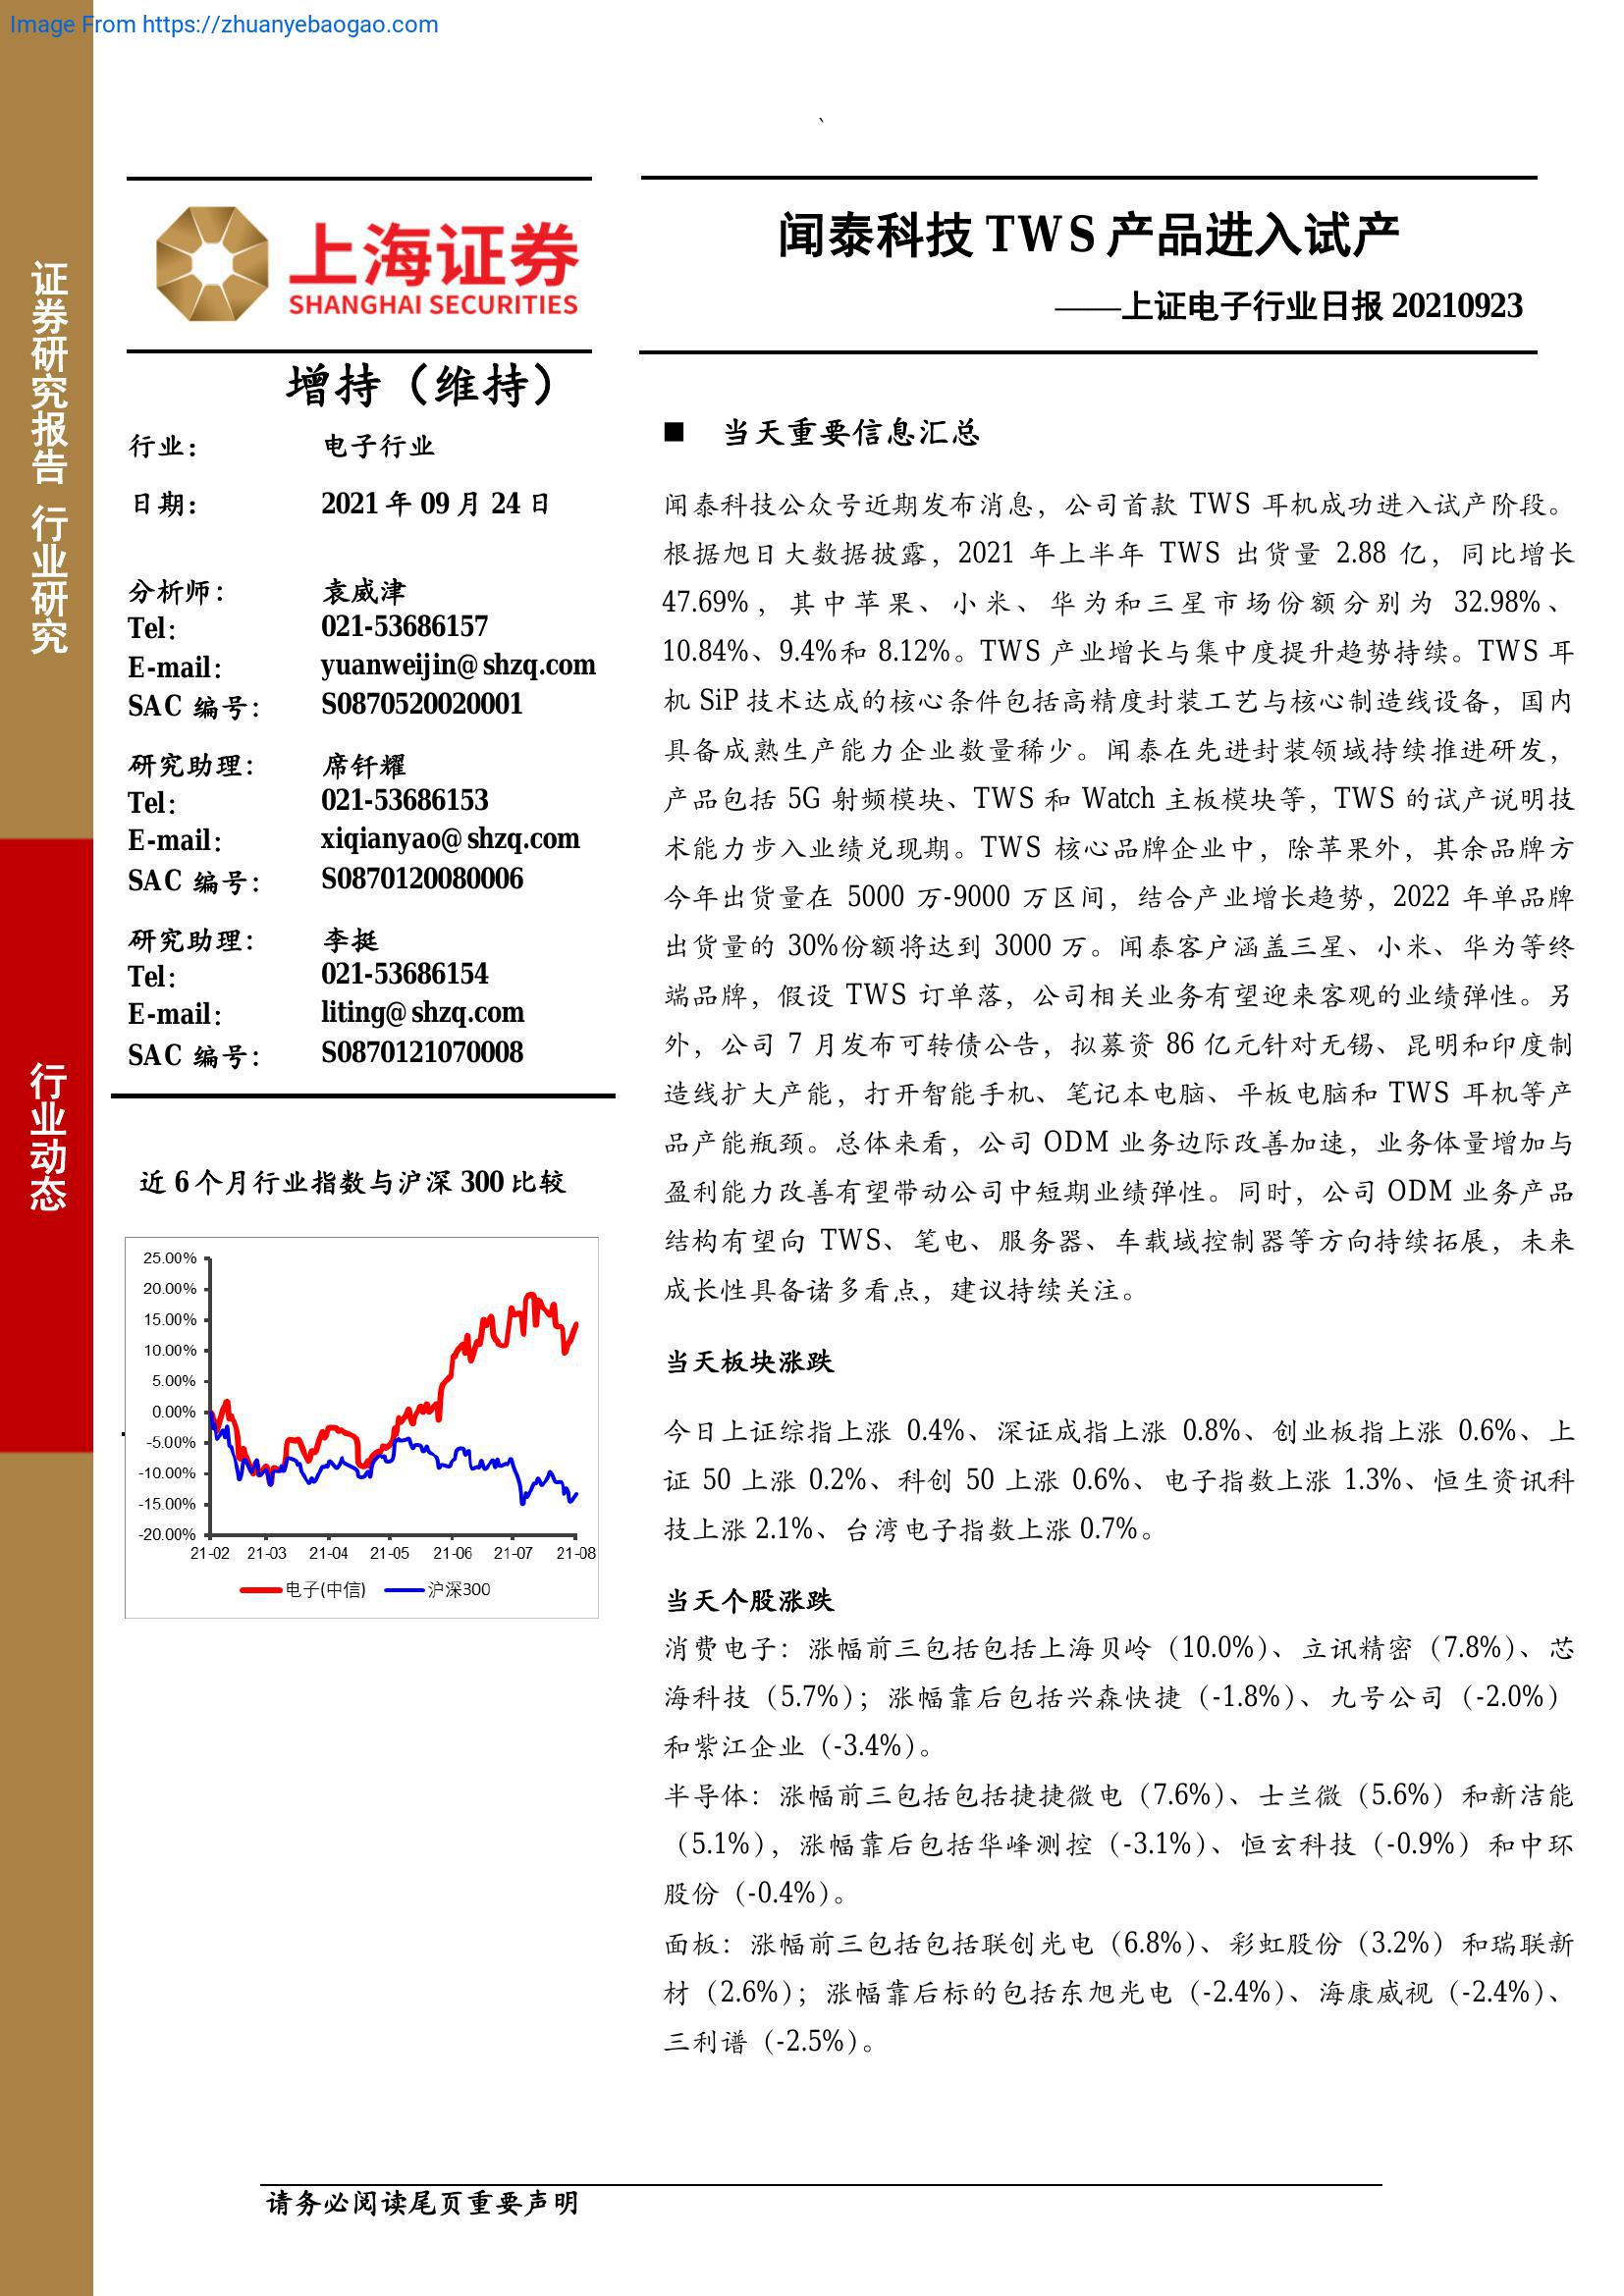 Image From https://zhuanyebaogao.com
、
证券研究报告 行业研究
行业动态
上海证券
SHANGHAI SECURITIES
闻泰科技 TWS 产品进入试产
——上证电子行业日报 20210923
增持（维持）
行业： 电子行业
日期： 2021 年 09 月 24 日
分析师： 袁威津
Tel： 021-53686157
E-mail： yuanweijin@shzq.com
SAC 编号： S0870520020001
研究助理： 席钎耀
Tel： 021-53686153
E-mail： xiqianyao@shzq.com
SAC 编号： S0870120080006
研究助理： 李挺
Tel： 021-53686154
E-mail： liting@shzq.com
SAC 编号： S0870121070008
近 6 个月行业指数与沪深 300 比较
25.00%
20.00%
15.00%
10.00%
5.00%
0.00%
-5.00%
-10.00%
-15.00%
-20.00%
21-02 21-03 21-04 21-05 21-06 21-07 21-08
电子(中信) 沪深300
■ 当天重要信息汇总
闻泰科技公众号近期发布消息，公司首款 TWS 耳机成功进入试产阶段。
根据旭日大数据披露，2021 年上半年 TWS 出货量 2.88 亿，同比增长
47.69%，其中苹果、小米、华为和三星市场份额分别为 32.98%、
10.84%、9.4%和 8.12%。TWS 产业增长与集中度提升趋势持续。TWS 耳
机 SiP 技术达成的核心条件包括高精度封装工艺与核心制造线设备，国内
具备成熟生产能力企业数量稀少。闻泰在先进封装领域持续推进研发，
产品包括 5G 射频模块、TWS 和 Watch 主板模块等，TWS 的试产说明技
术能力步入业绩兑现期。TWS 核心品牌企业中，除苹果外，其余品牌方
今年出货量在 5000 万-9000 万区间，结合产业增长趋势，2022 年单品牌
出货量的 30%份额将达到 3000 万。闻泰客户涵盖三星、小米、华为等终
端品牌，假设 TWS 订单落，公司相关业务有望迎来客观的业绩弹性。另
外，公司 7 月发布可转债公告，拟募资 86 亿元针对无锡、昆明和印度制
造线扩大产能，打开智能手机、笔记本电脑、平板电脑和 TWS 耳机等产
品产能瓶颈。总体来看，公司 ODM 业务边际改善加速，业务体量增加与
盈利能力改善有望带动公司中短期业绩弹性。同时，公司 ODM 业务产品
结构有望向 TWS、笔电、服务器、车载域控制器等方向持续拓展，未来
成长性具备诸多看点，建议持续关注。
当天板块涨跌
今日上证综指上涨 0.4%、深证成指上涨 0.8%、创业板指上涨 0.6%、上
证 50 上涨 0.2%、科创 50 上涨 0.6%、电子指数上涨 1.3%、恒生资讯科
技上涨 2.1%、台湾电子指数上涨 0.7%。
当天个股涨跌
消费电子：涨幅前三包括包括上海贝岭（10.0%）、立讯精密（7.8%）、芯
海科技（5.7%）；涨幅靠后包括兴森快捷（-1.8%）、九号公司（-2.0%）
和紫江企业（-3.4%）。
半导体：涨幅前三包括包括捷捷微电（7.6%）、士兰微（5.6%）和新洁能
（5.1%），涨幅靠后包括华峰测控（-3.1%）、恒玄科技（-0.9%）和中环
股份（-0.4%）。
面板：涨幅前三包括包括联创光电（6.8%）、彩虹股份（3.2%）和瑞联新
材（2.6%）；涨幅靠后标的包括东旭光电（-2.4%）、海康威视（-2.4%）、
三利谱（-2.5%）。
请务必阅读尾页重要声明